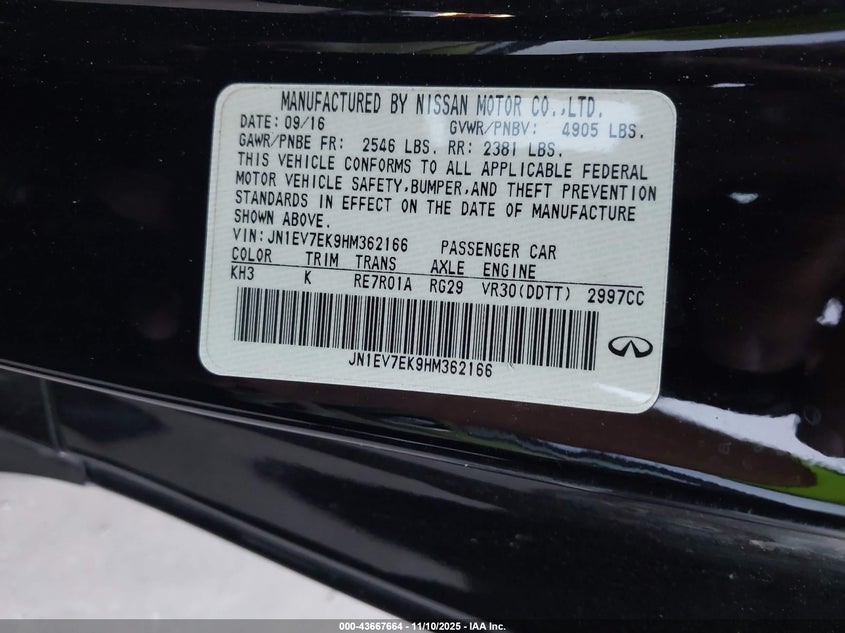 MANUFACTURED BY NISSAN MOTOR CO.,LTD.
DATE: 09/16 GVWR/PNBV: 4905 LBS.
GAWR/PNBE FR: 2546 LBS. RR: 2381 LBS.
THIS VEHICLE CONFORMS TO ALL APPLICABLE FEDERAL
MOTOR VEHICLE SAFETY,BUMPER,AND THEFT PREVENTION
STANDARDS IN EFFECT ON THE DATE OF MANUFACTURE
SHOWN ABOVE.
VIN:JN1EV7EK9HM362166 PASSENGER CAR
COLOR TRIM TRANS AXLE ENGINE
KH3 K RE7R01A RG29 VR30(DDTT) 2997CC
JN1EV7EK9HM362166
000-43667664 - 11/10/2025 - IAA Inc.